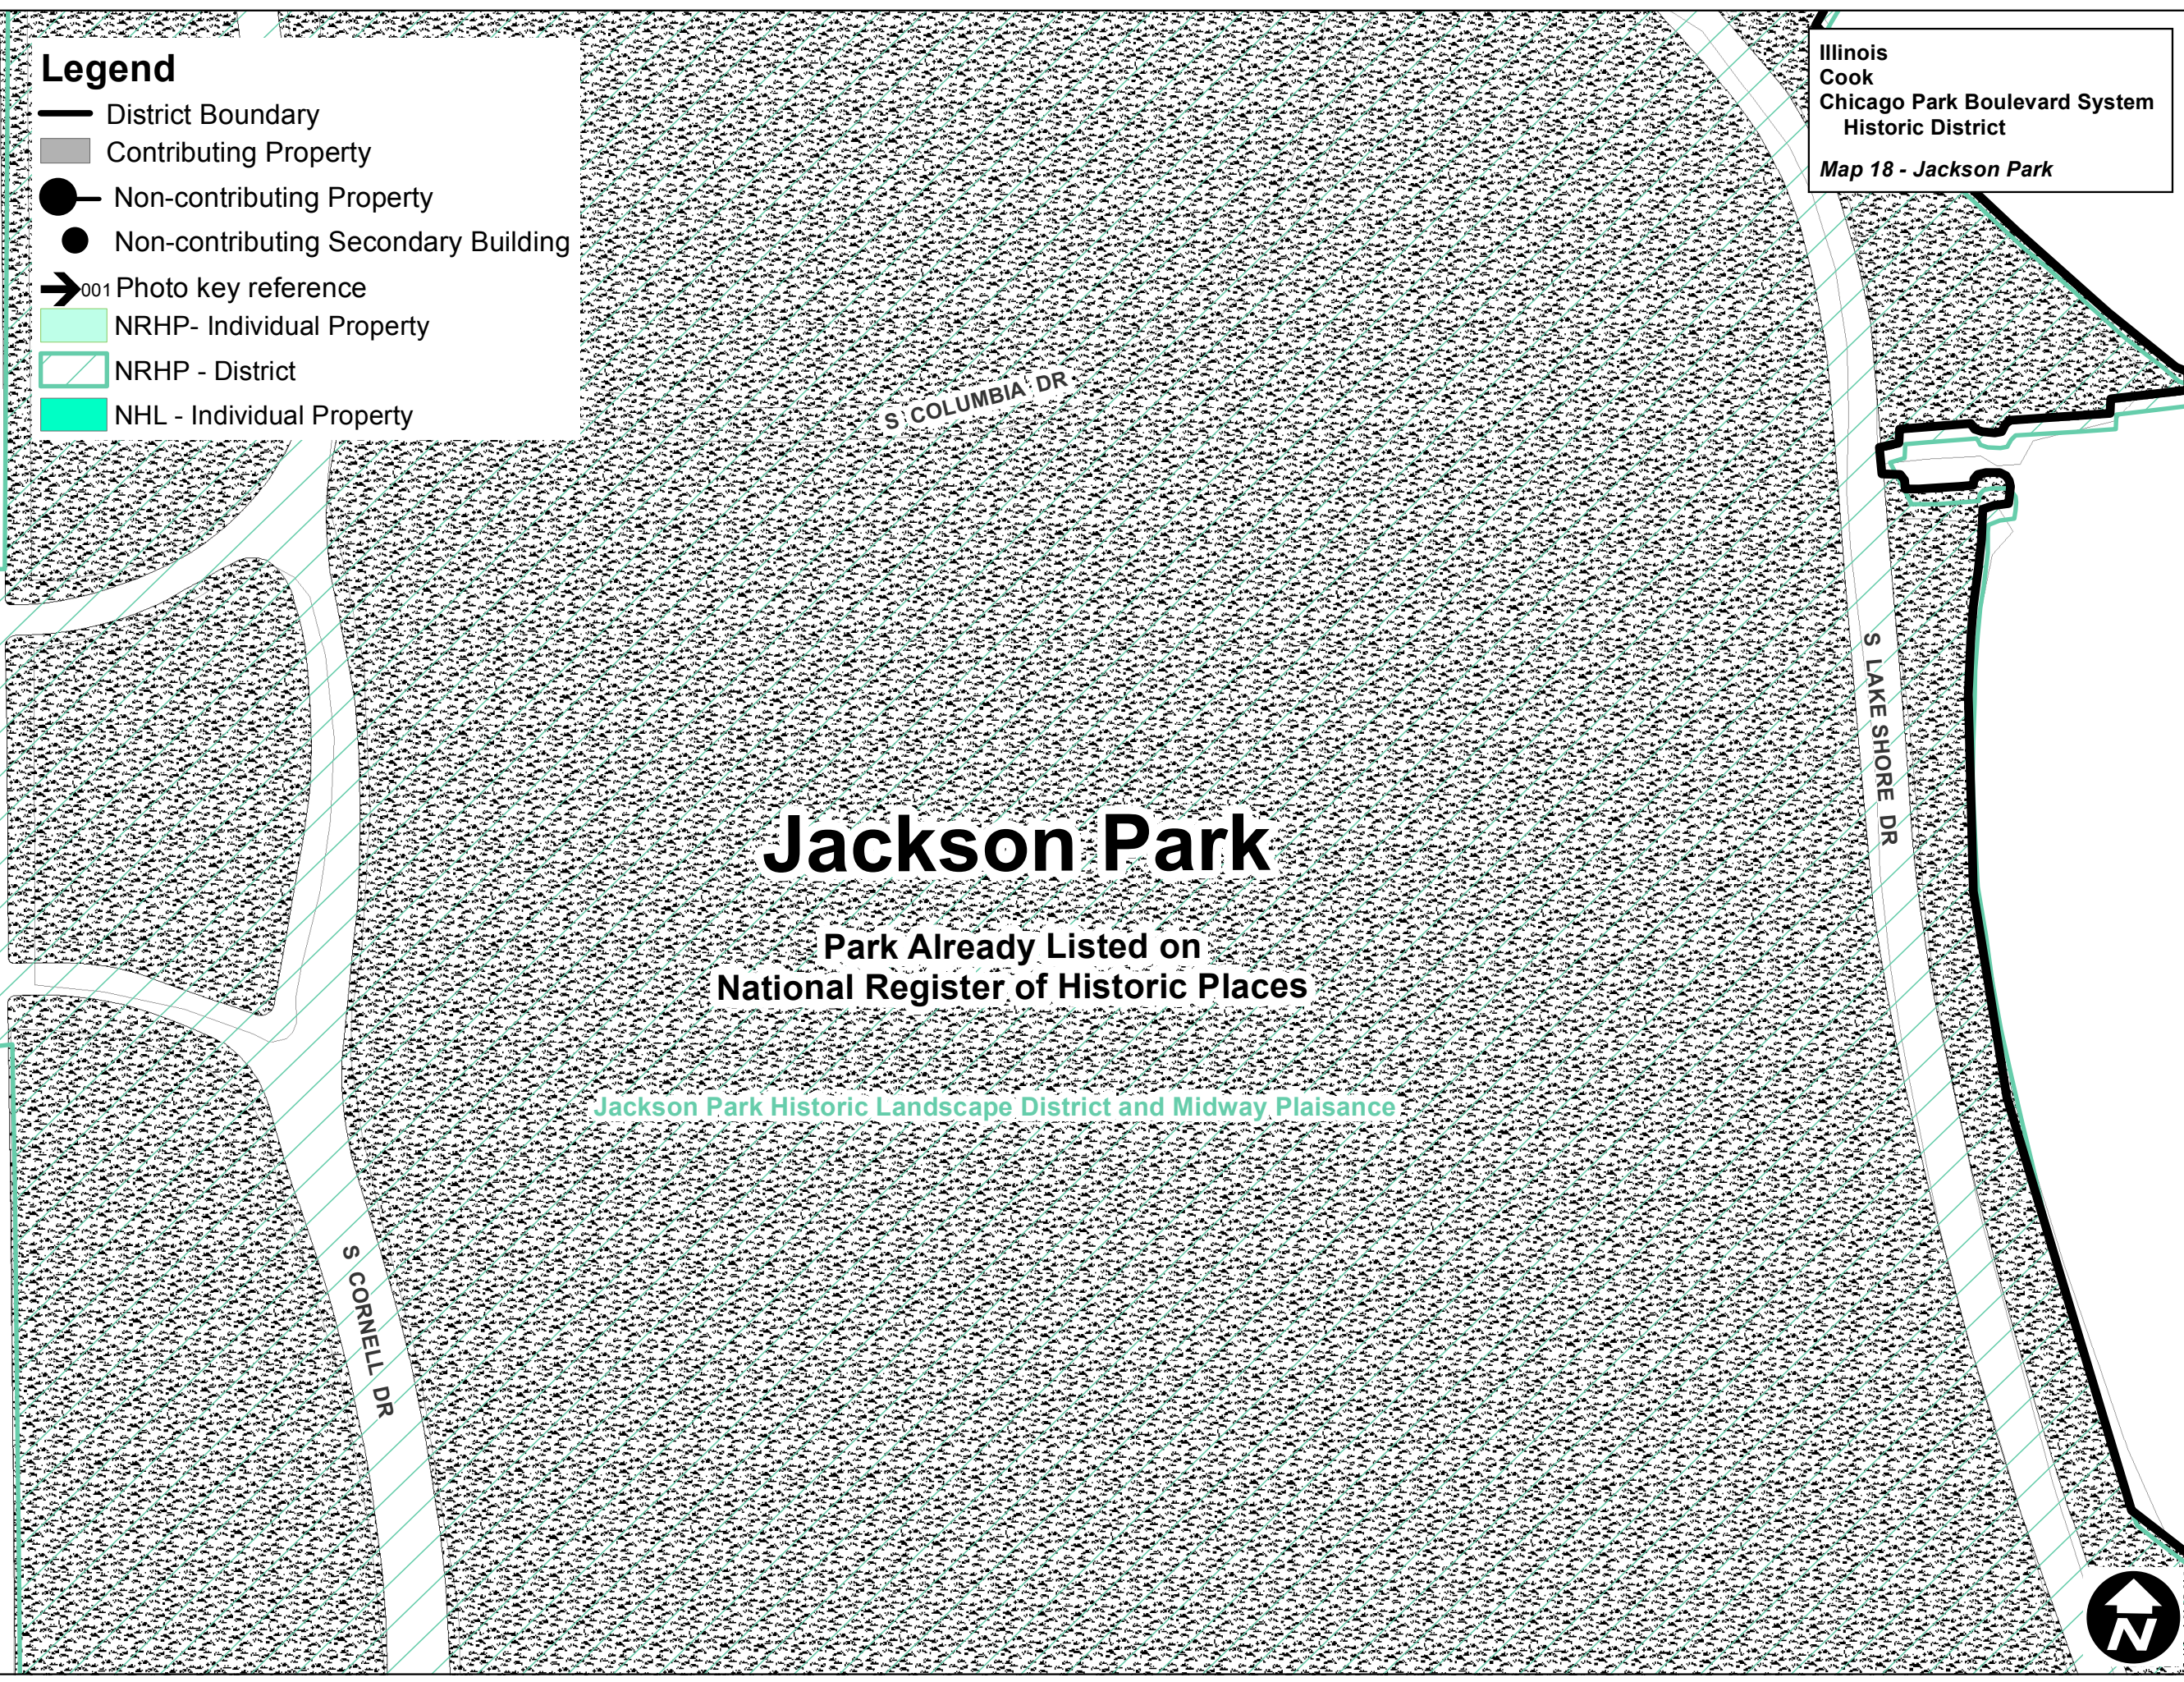 Legend
District Boundary
Contributing Property
Non-contributing Property
Non-contributing Secondary Building
001 Photo key reference
NRHP- Individual Property
NRHP - District
NHL - Individual Property
Illinois
Cook
Chicago Park Boulevard System
Historic District
Map 18 - Jackson Park
S COLUMBIA DR
S LAKE SHORE DR
Jackson Park
Park Already Listed on
National Register of Historic Places
Jackson Park Historic Landscape District and Midway Plaisance
S CORNELL DR
N